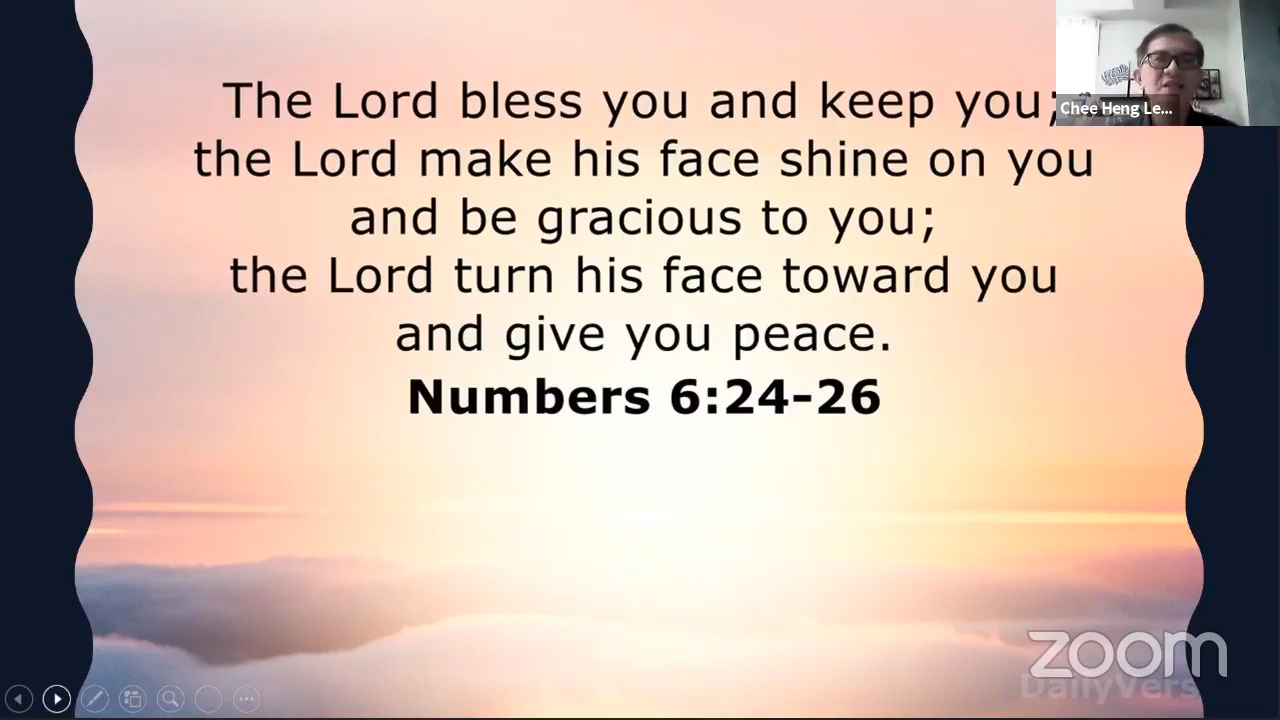 The Lord bless you and keep you;
the Lord make his face shine on you
and be gracious to you;
the Lord turn his face toward you
and give you peace.
Numbers 6:24-26
Chee Heng Le...
zoom
DailyVers